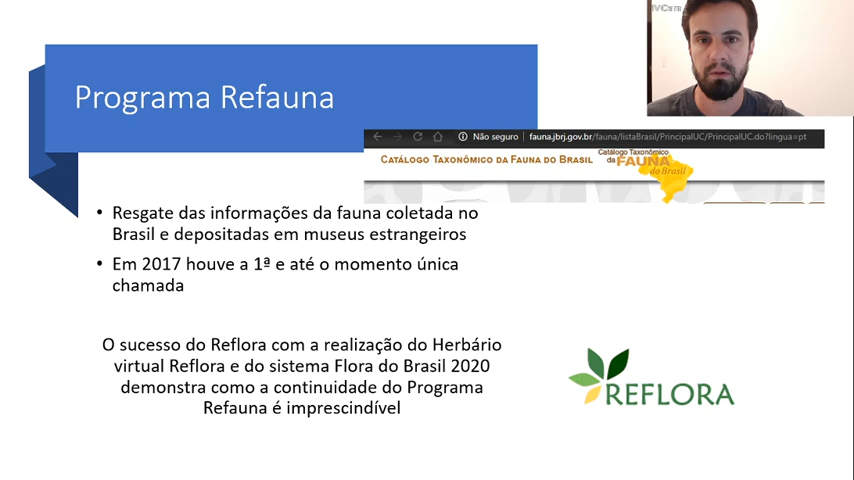 Programa Refauna
Não seguro | fauna.jbrj.gov.br/fauna/listaBrasil/PrincipalUC/PrincipalUC.do?lingua=pt
CATÁLOGO TAXONÔMICO DA FAUNA DO BRASIL
Catálogo Taxonômico
da FAUNA
do Brasil
• Resgate das informações da fauna coletada no
Brasil e depositadas em museus estrangeiros
• Em 2017 houve a 1ª e até o momento única
chamada
O sucesso do Reflora com a realização do Herbário
virtual Reflora e do sistema Flora do Brasil 2020
demonstra como a continuidade do Programa
Refauna é imprescindível
REFLORA